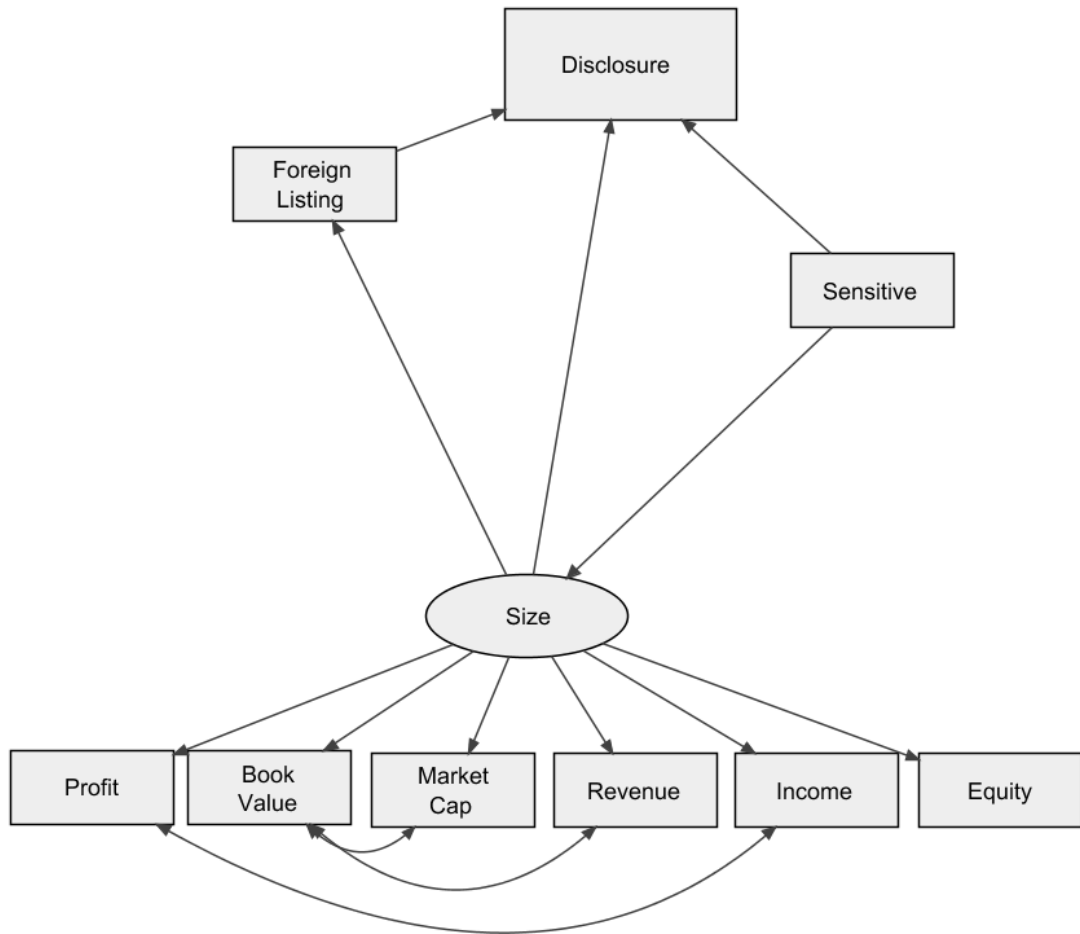 Disclosure
Foreign
Listing
Sensitive
Size
Profit
Book
Value
Market
Cap
Revenue
Income
Equity